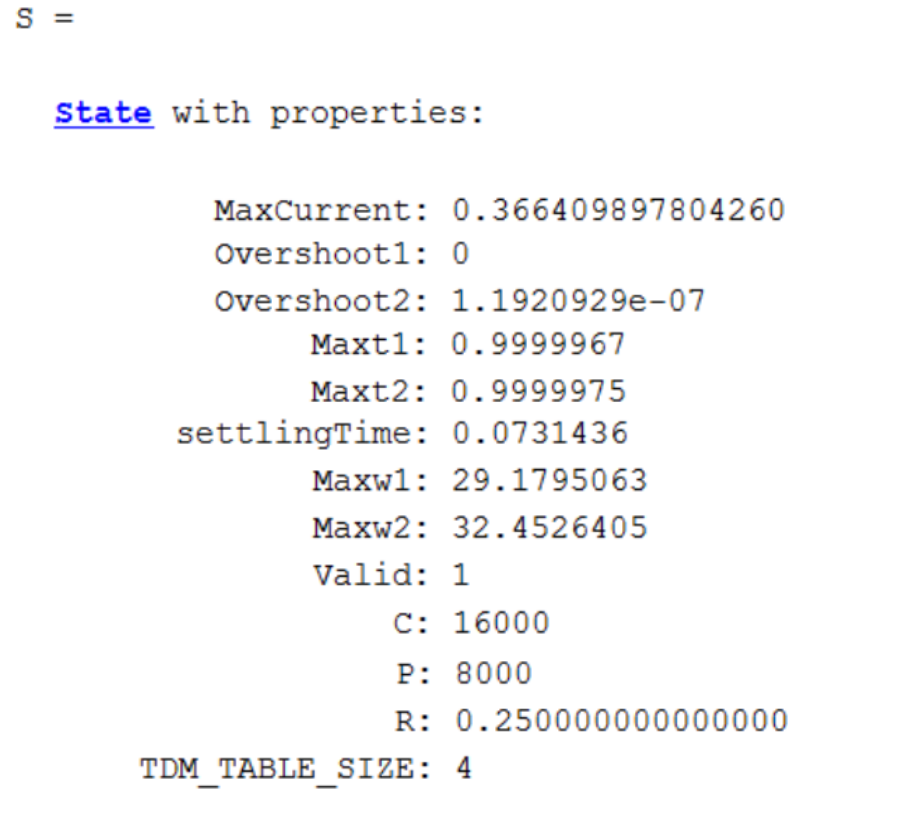 S =
State with properties:
MaxCurrent: 0.366409897804260
Overshoot1: 0
Overshoot2: 1.1920929e-07
Maxt1: 0.9999967
Maxt2: 0.9999975
settlingTime: 0.0731436
Maxw1: 29.1795063
Maxw2: 32.4526405
Valid: 1
C: 16000
P: 8000
R: 0.250000000000000
TDM_TABLE_SIZE: 4